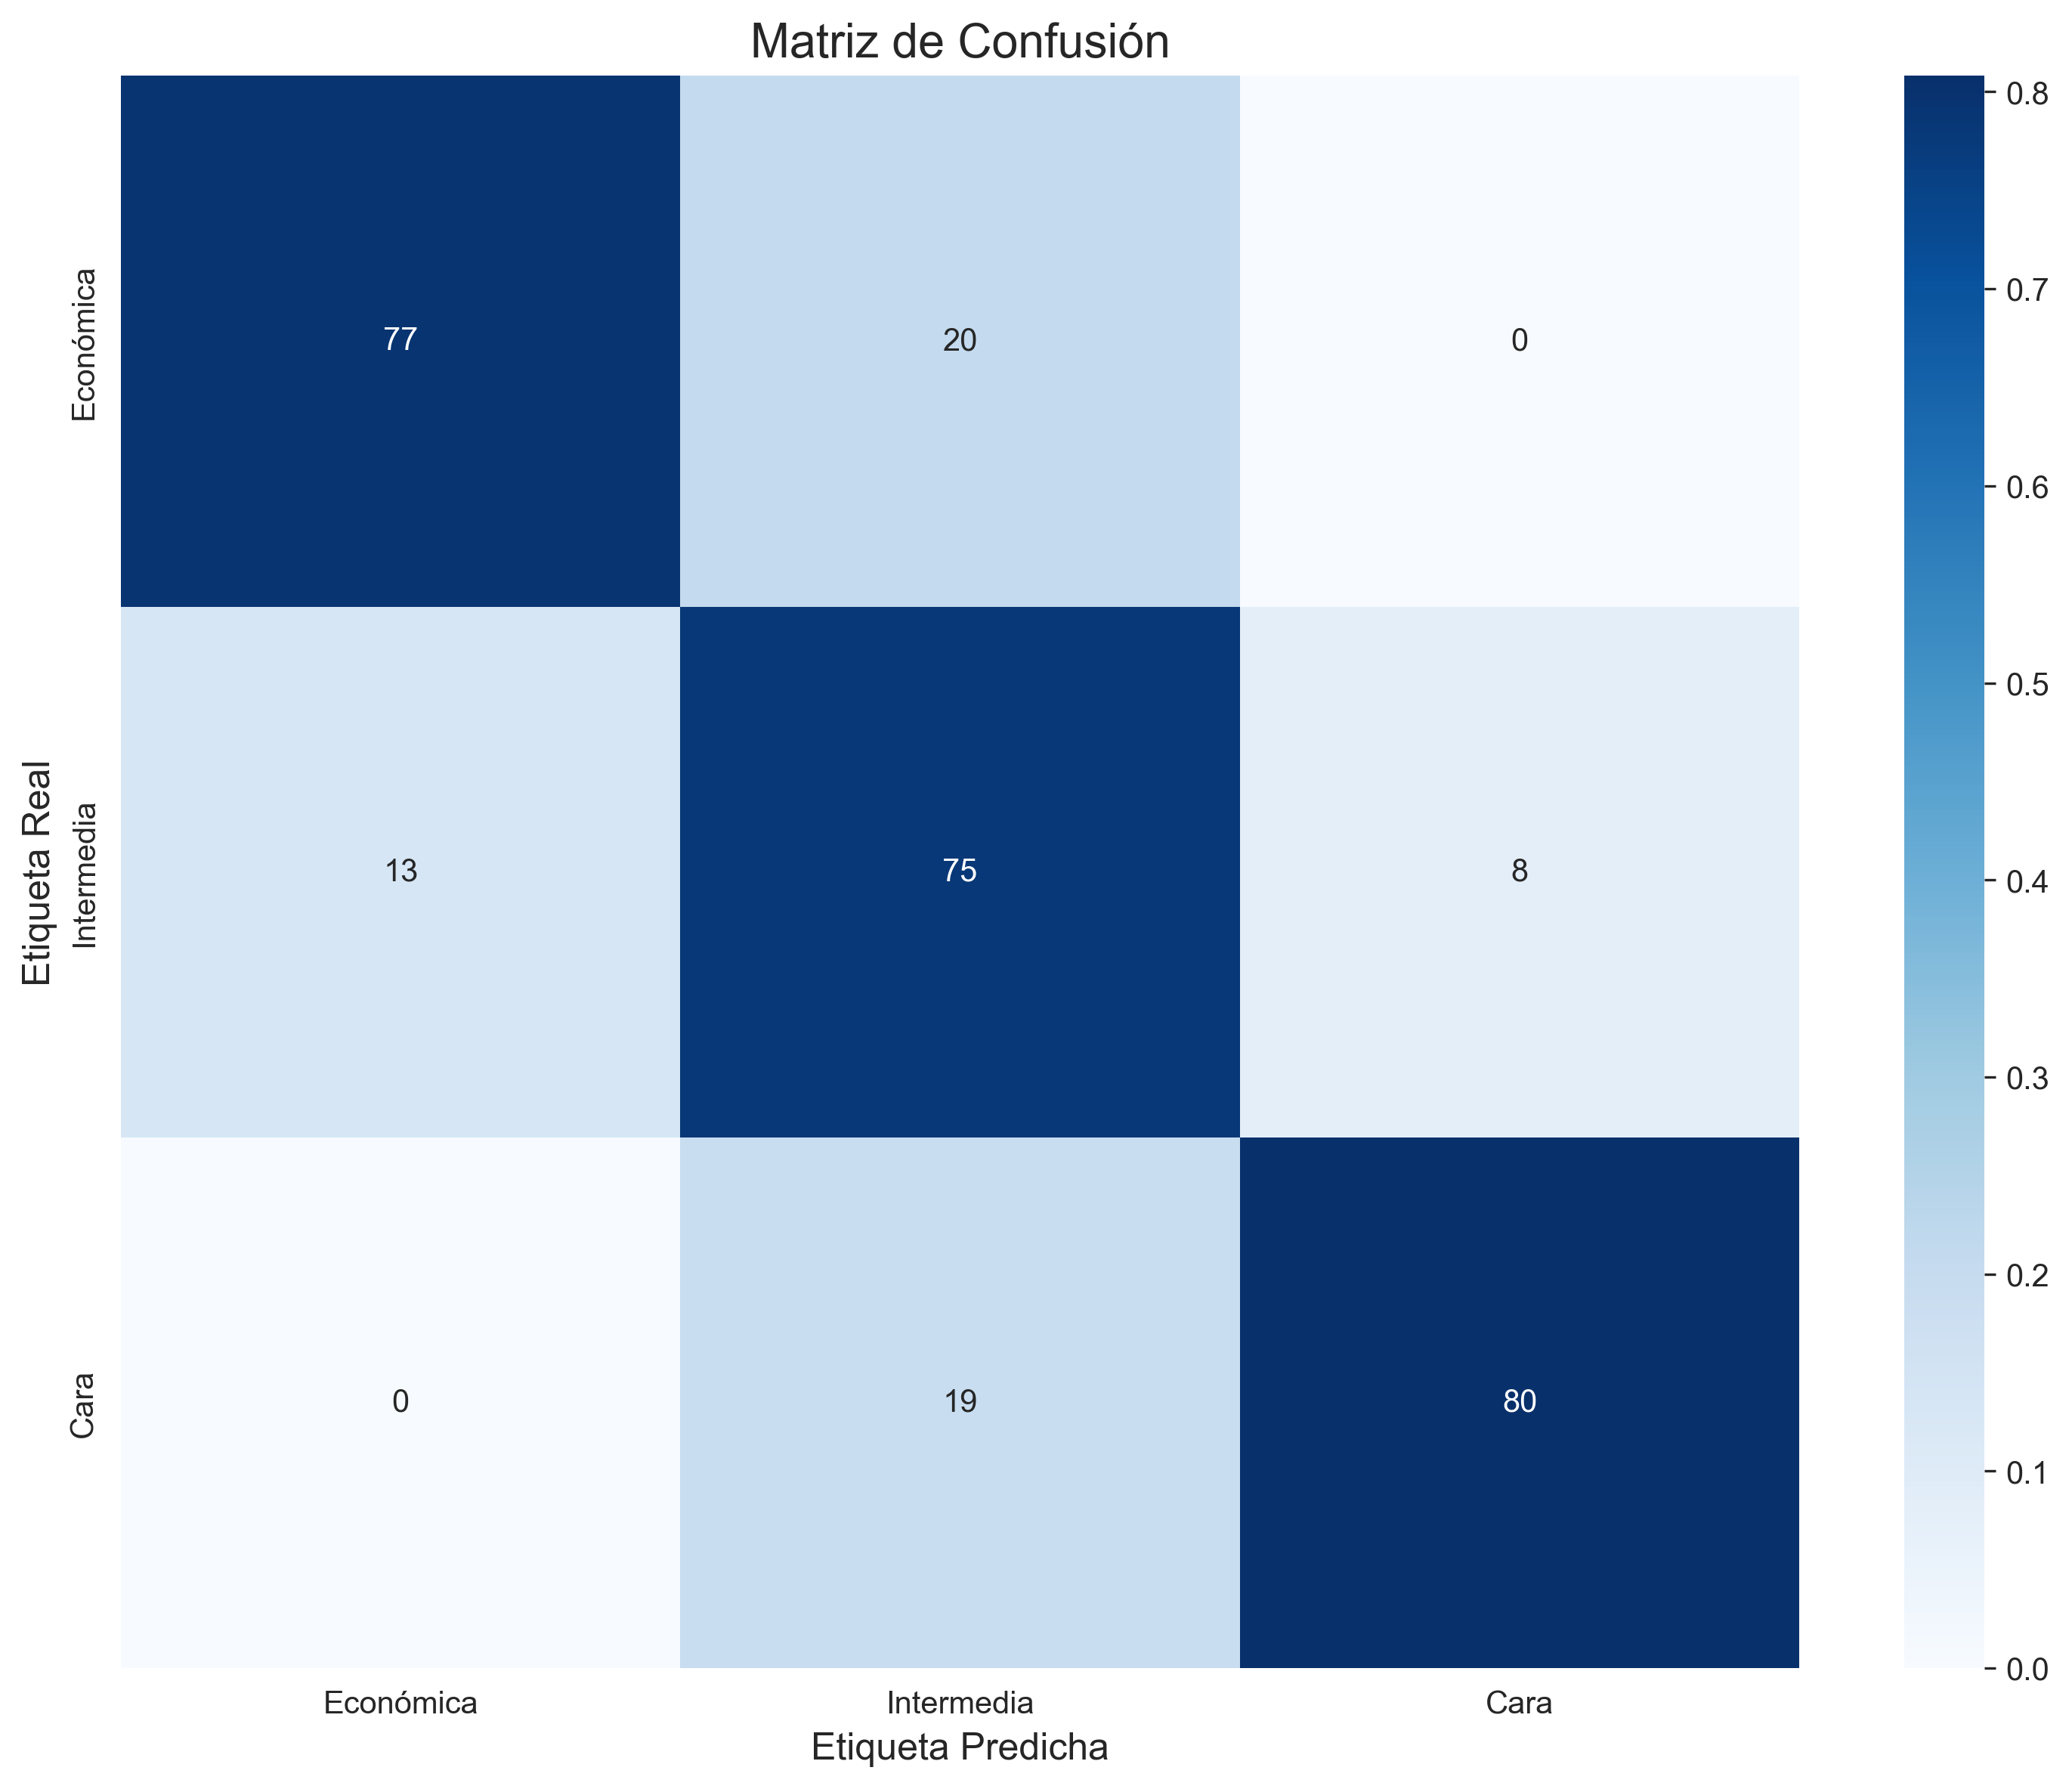 Matriz de Confusión
Etiqueta Real
Económica
77
20
0
Intermedia
13
75
8
Cara
0
19
80
Económica
Intermedia
Cara
Etiqueta Predicha
0.8
0.7
0.6
0.5
0.4
0.3
0.2
0.1
0.0